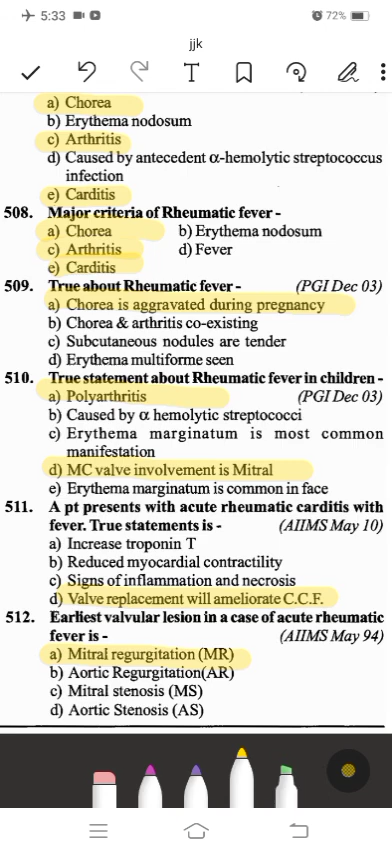 5:33
72%
jjk
T
a) Chorea
b) Erythema nodosum
c) Arthritis
d) Caused by antecedent α-hemolytic streptococcus
infection
e) Carditis
508. Major criteria of Rheumatic fever -
a) Chorea b) Erythema nodosum
c) Arthritis d) Fever
e) Carditis
509. True about Rheumatic fever - (PGI Dec 03)
a) Chorea is aggravated during pregnancy
b) Chorea & arthritis co-existing
c) Subcutaneous nodules are tender
d) Erythema multiforme seen
510. True statement about Rheumatic fever in children -
a) Polyarthritis (PGI Dec 03)
b) Caused by α hemolytic streptococci
c) Erythema marginatum is most common
manifestation
d) MC valve involvement is Mitral
e) Erythema marginatum is common in face
511. A pt presents with acute rheumatic carditis with
fever. True statements is - (AIIMS May 10)
a) Increase troponin T
b) Reduced myocardial contractility
c) Signs of inflammation and necrosis
d) Valve replacement will ameliorate C.C.F.
512. Earliest valvular lesion in a case of acute rheumatic
fever is - (AIIMS May 94)
a) Mitral regurgitation (MR)
b) Aortic Regurgitation(AR)
c) Mitral stenosis (MS)
d) Aortic Stenosis (AS)